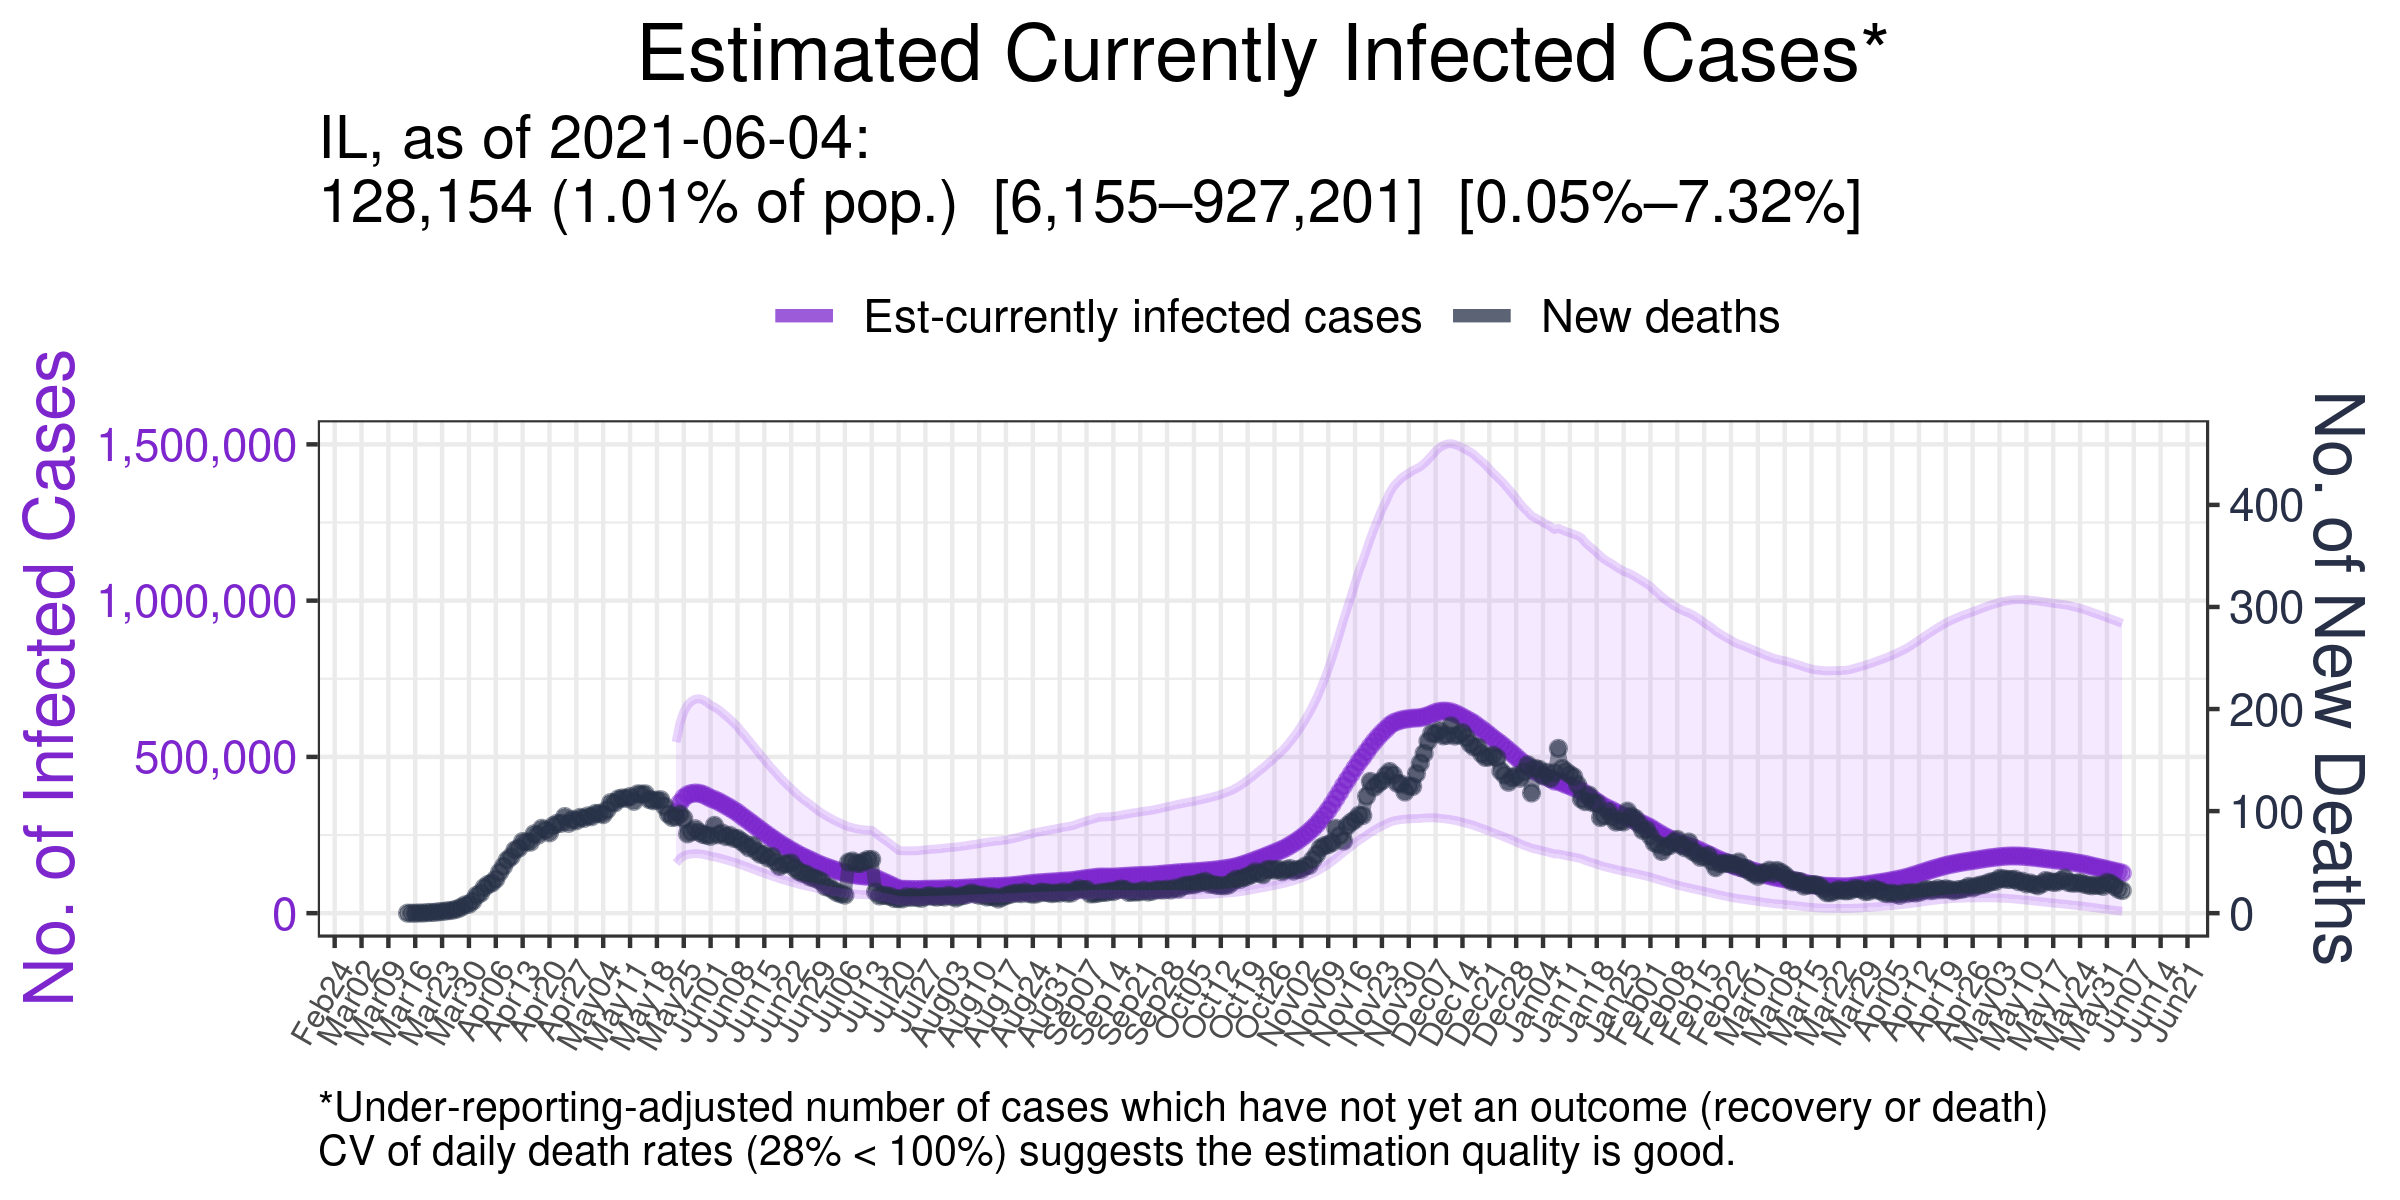 Estimated Currently Infected Cases*
IL, as of 2021-06-04:
128,154 (1.01% of pop.)  [6,155–927,201]  [0.05%–7.32%]
Est-currently infected cases
New deaths
No. of Infected Cases
1,500,000
1,000,000
500,000
0
No. of New Deaths
400
300
200
100
0
Feb24
Mar02
Mar09
Mar16
Mar23
Mar30
Apr06
Apr13
Apr20
Apr27
May04
May11
May18
May25
Jun01
Jun08
Jun15
Jun22
Jun29
Jul06
Jul13
Jul20
Jul27
Aug03
Aug10
Aug17
Aug24
Aug31
Sep07
Sep14
Sep21
Sep28
Oct05
Oct12
Oct19
Oct26
Nov02
Nov09
Nov16
Nov23
Nov30
Dec07
Dec14
Dec21
Dec28
Jan04
Jan11
Jan18
Jan25
Feb01
Feb08
Feb15
Feb22
Mar01
Mar08
Mar15
Mar22
Mar29
Apr05
Apr12
Apr19
Apr26
May03
May10
May17
May24
May31
Jun07
Jun14
Jun21
*Under-reporting-adjusted number of cases which have not yet an outcome (recovery or death)
CV of daily death rates (28% < 100%) suggests the estimation quality is good.